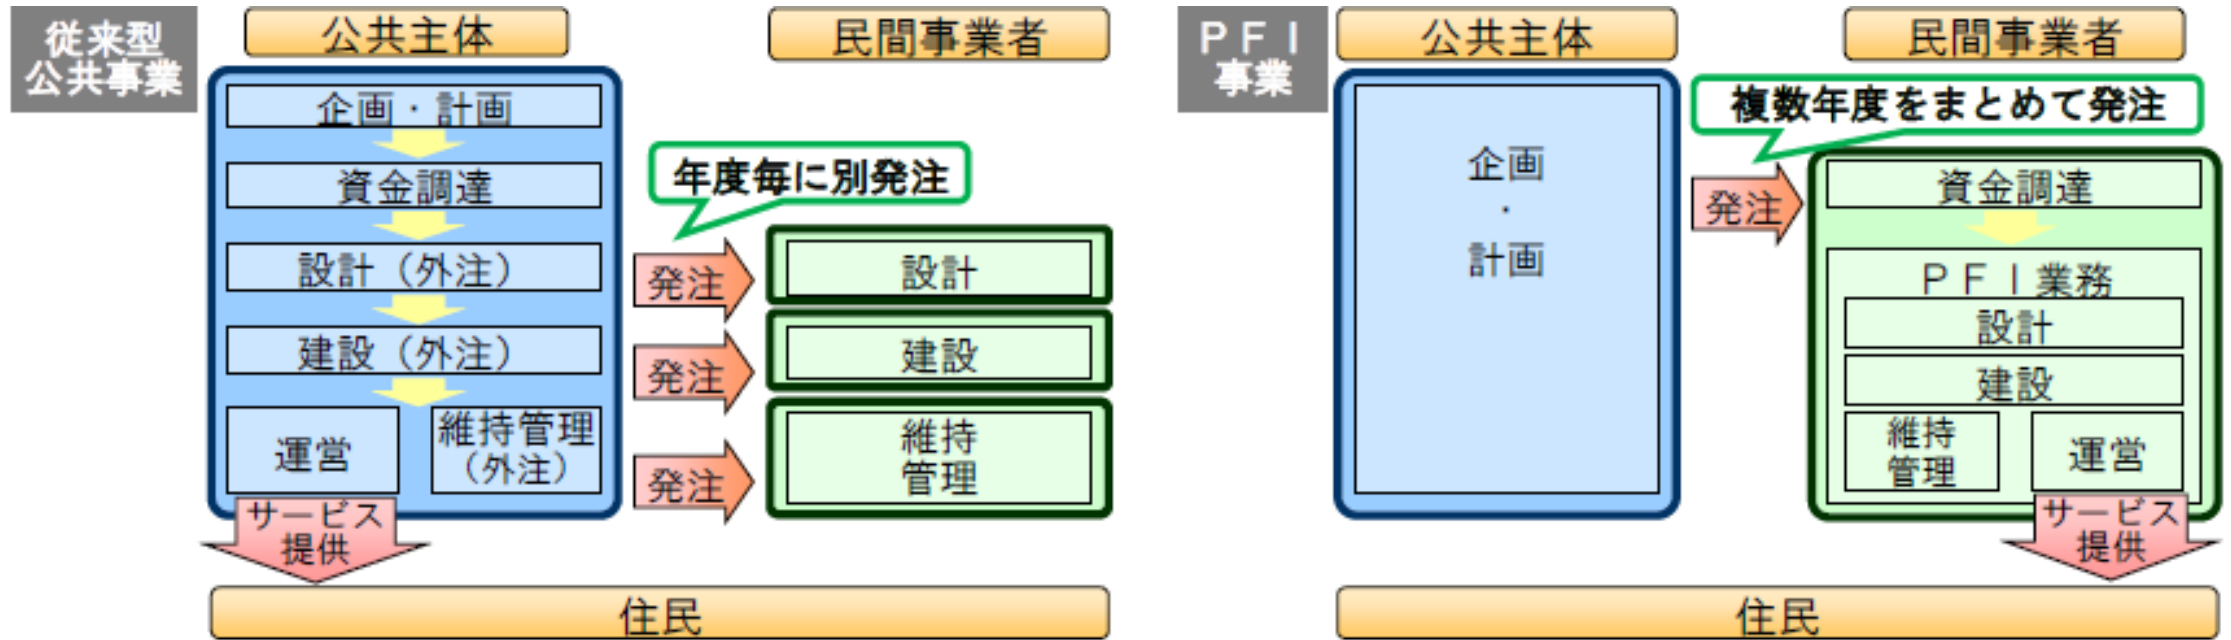 従来型
公共事業
公共主体
民間事業者
企画・計画
資金調達
設計（外注）
建設（外注）
運営
維持管理
（外注）
年度毎に別発注
発注
発注
発注
設計
建設
維持
管理
サービス
提供
住民
ＰＦＩ
事業
公共主体
民間事業者
企画
・
計画
複数年度をまとめて発注
発注
資金調達
ＰＦＩ業務
設計
建設
維持
管理
運営
サービス
提供
住民